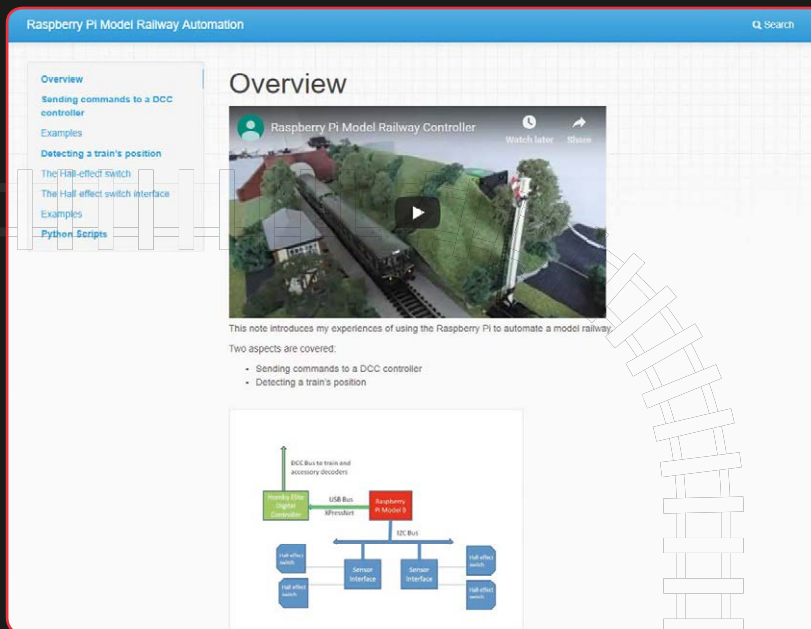 Raspberry Pi Model Railway Automation
Search
Overview
Sending commands to a DCC
controller
Examples
Detecting a train's position
The Hall-effect switch
The Hall effect switch interface
Examples
Python Scripts
Overview
Raspberry Pi Model Railway Controller
Watch later
Share
This note introduces my experiences of using the Raspberry Pi to automate a model railway.
Two aspects are covered:
• Sending commands to a DCC controller
• Detecting a train's position
DCC Bus to train and
accessory decoders
Hornby Elite
Digital
Controller
USB Bus
XPressNet
Raspberry
Pi Model B
I2C Bus
Hall effect
switch
Hall effect
switch
Sensor
Interface
Sensor
Interface
Hall effect
switch
Hall effect
switch